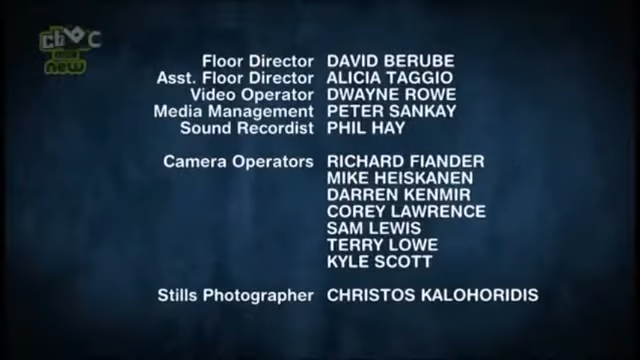 cbbc
new
Floor Director DAVID BERUBE
Asst. Floor Director ALICIA TAGGIO
Video Operator DWAYNE ROWE
Media Management PETER SANKAY
Sound Recordist PHIL HAY
Camera Operators RICHARD FIANDER
MIKE HEISKANEN
DARREN KENMIR
COREY LAWRENCE
SAM LEWIS
TERRY LOWE
KYLE SCOTT
Stills Photographer CHRISTOS KALOHORIDIS